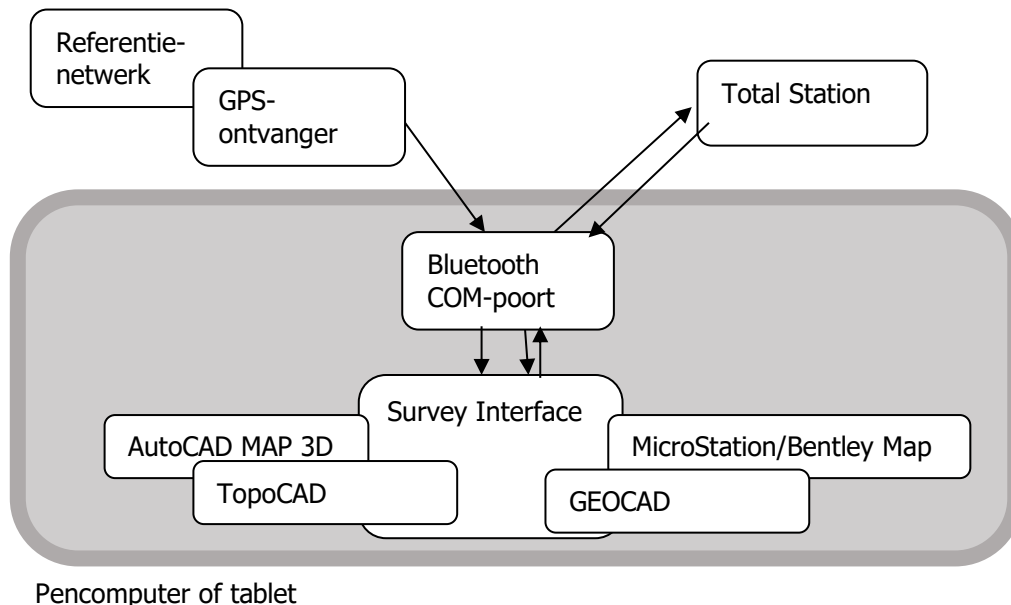 Referentie-
netwerk
GPS-
ontvanger
Total Station
Bluetooth
COM-poort
Survey Interface
AutoCAD MAP 3D
TopoCAD
MicroStation/Bentley Map
GEOCAD
Pencomputer of tablet